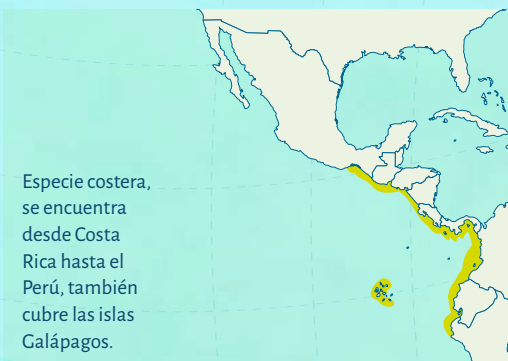 Especie costera,
se encuentra
desde Costa
Rica hasta el
Perú, también
cubre las islas
Galápagos.